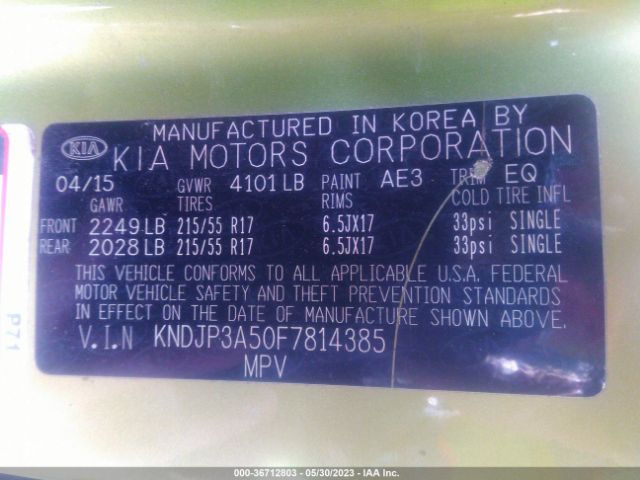 MANUFACTURED IN KOREA BY
KIA KIA MOTORS CORPORATION
04/15 GVWR 4101 LB PAINT AE3 TRIM EQ
GAWR TIRES RIMS COLD TIRE INFL
FRONT 2249 LB 215/55 R17 6.5JX17 33psi SINGLE
REAR 2028 LB 215/55 R17 6.5JX17 33psi SINGLE
THIS VEHICLE CONFORMS TO ALL APPLICABLE U.S.A. FEDERAL
MOTOR VEHICLE SAFETY AND THEFT PREVENTION STANDARDS
IN EFFECT ON THE DATE OF MANUFACTURE SHOWN ABOVE.
V.I.N KNDJP3A50F7814385
MPV
P71
000-36712803 - 05/30/2023 - IAA Inc.